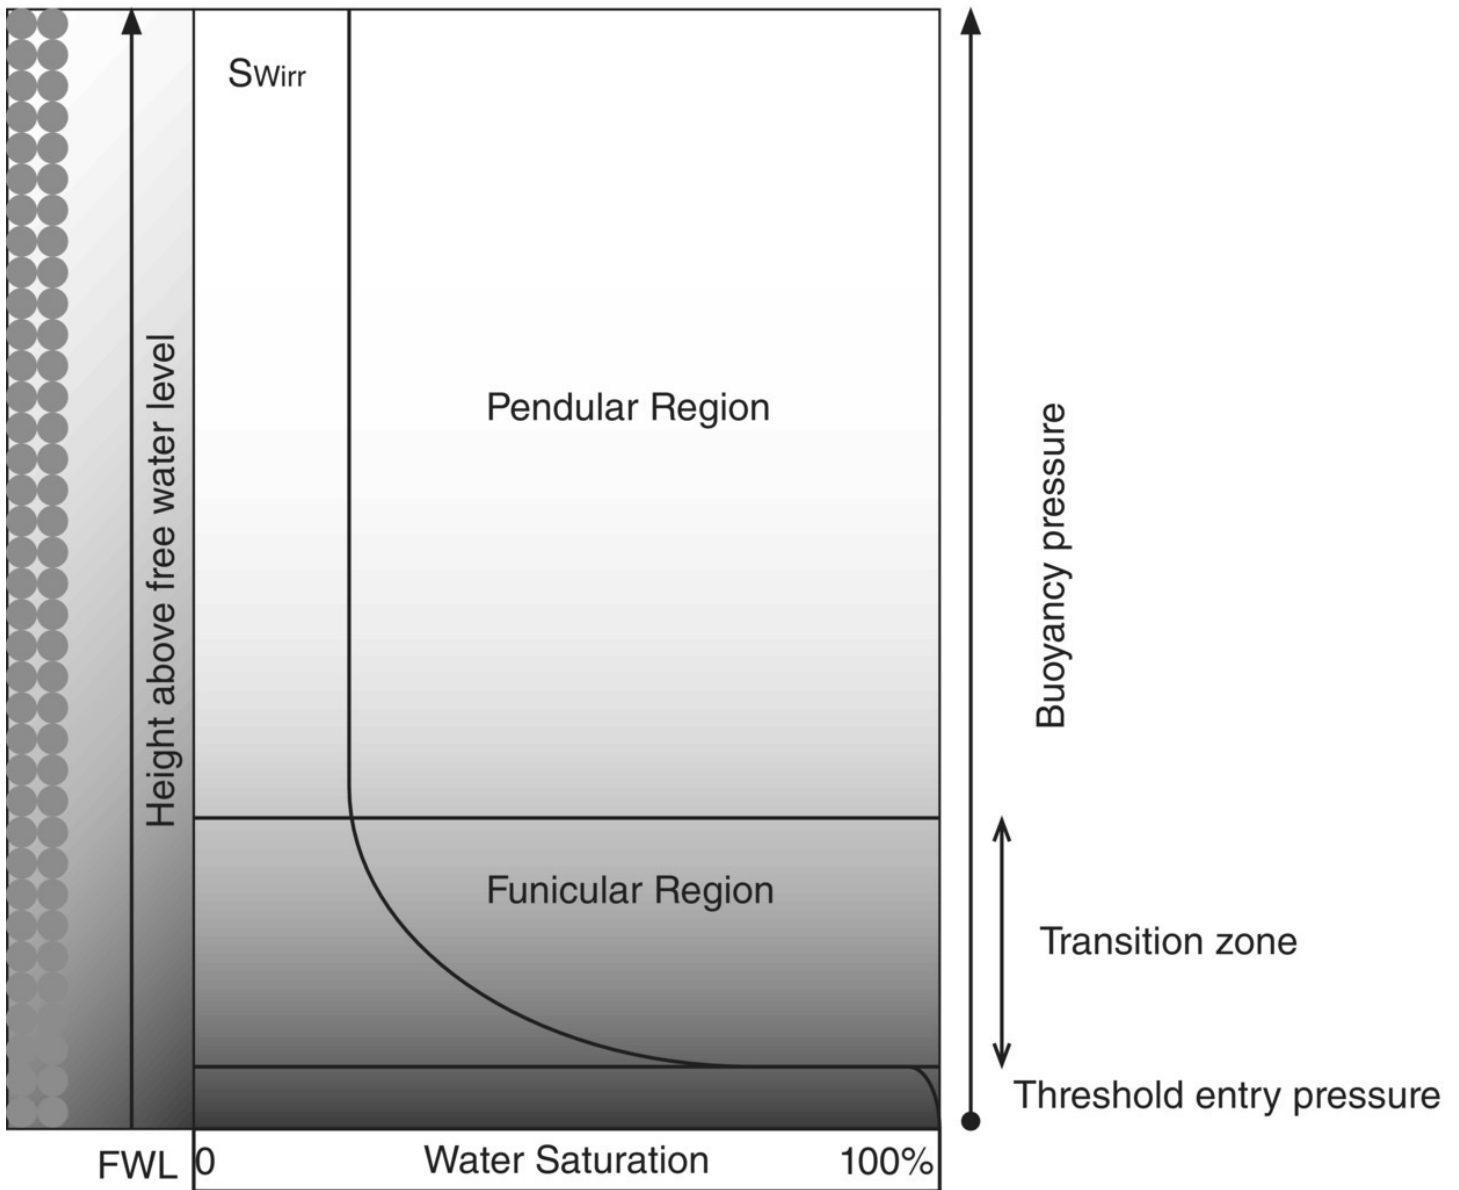 SWirr
Pendular Region
Height above free water level
Buoyancy pressure
Funicular Region
Transition zone
Threshold entry pressure
FWL
0
Water Saturation
100%